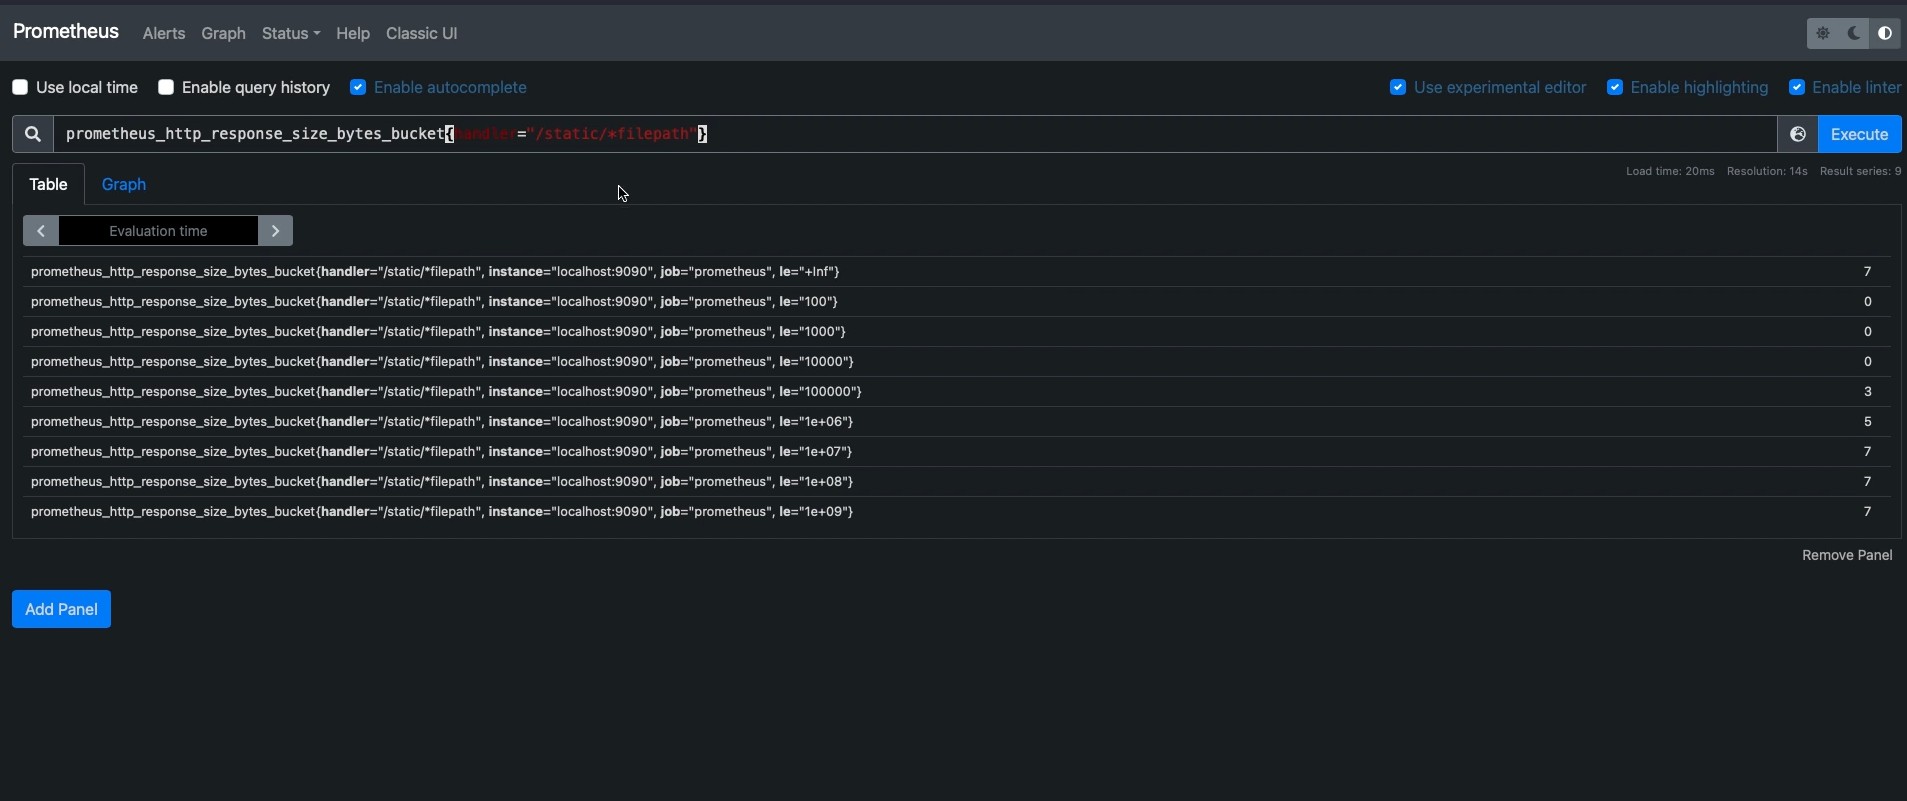 Prometheus Alerts Graph Status Help Classic UI
Use local time Enable query history Enable autocomplete Use experimental editor Enable highlighting Enable linter
prometheus_http_response_size_bytes_bucket{handler="/static/*filepath"} Execute
Table Graph Load time: 20ms Resolution: 14s Result series: 9
Evaluation time
prometheus_http_response_size_bytes_bucket{handler="/static/*filepath", instance="localhost:9090", job="prometheus", le="+Inf"} 7
prometheus_http_response_size_bytes_bucket{handler="/static/*filepath", instance="localhost:9090", job="prometheus", le="100"} 0
prometheus_http_response_size_bytes_bucket{handler="/static/*filepath", instance="localhost:9090", job="prometheus", le="1000"} 0
prometheus_http_response_size_bytes_bucket{handler="/static/*filepath", instance="localhost:9090", job="prometheus", le="10000"} 0
prometheus_http_response_size_bytes_bucket{handler="/static/*filepath", instance="localhost:9090", job="prometheus", le="100000"} 3
prometheus_http_response_size_bytes_bucket{handler="/static/*filepath", instance="localhost:9090", job="prometheus", le="1e+06"} 5
prometheus_http_response_size_bytes_bucket{handler="/static/*filepath", instance="localhost:9090", job="prometheus", le="1e+07"} 7
prometheus_http_response_size_bytes_bucket{handler="/static/*filepath", instance="localhost:9090", job="prometheus", le="1e+08"} 7
prometheus_http_response_size_bytes_bucket{handler="/static/*filepath", instance="localhost:9090", job="prometheus", le="1e+09"} 7
Remove Panel
Add Panel